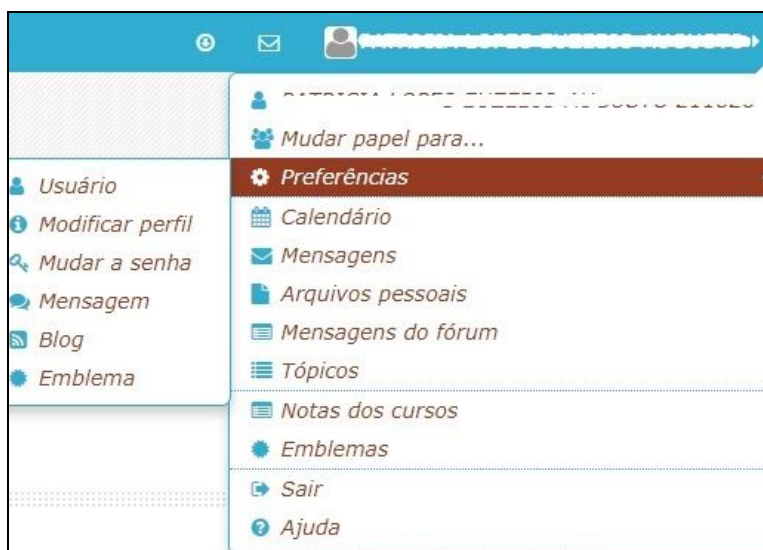 Mudar papel para...
Preferências
Calendário
Mensagens
Arquivos pessoais
Mensagens do fórum
Tópicos
Notas dos cursos
Emblemas
Sair
Ajuda
Usuário
Modificar perfil
Mudar a senha
Mensagem
Blog
Emblema